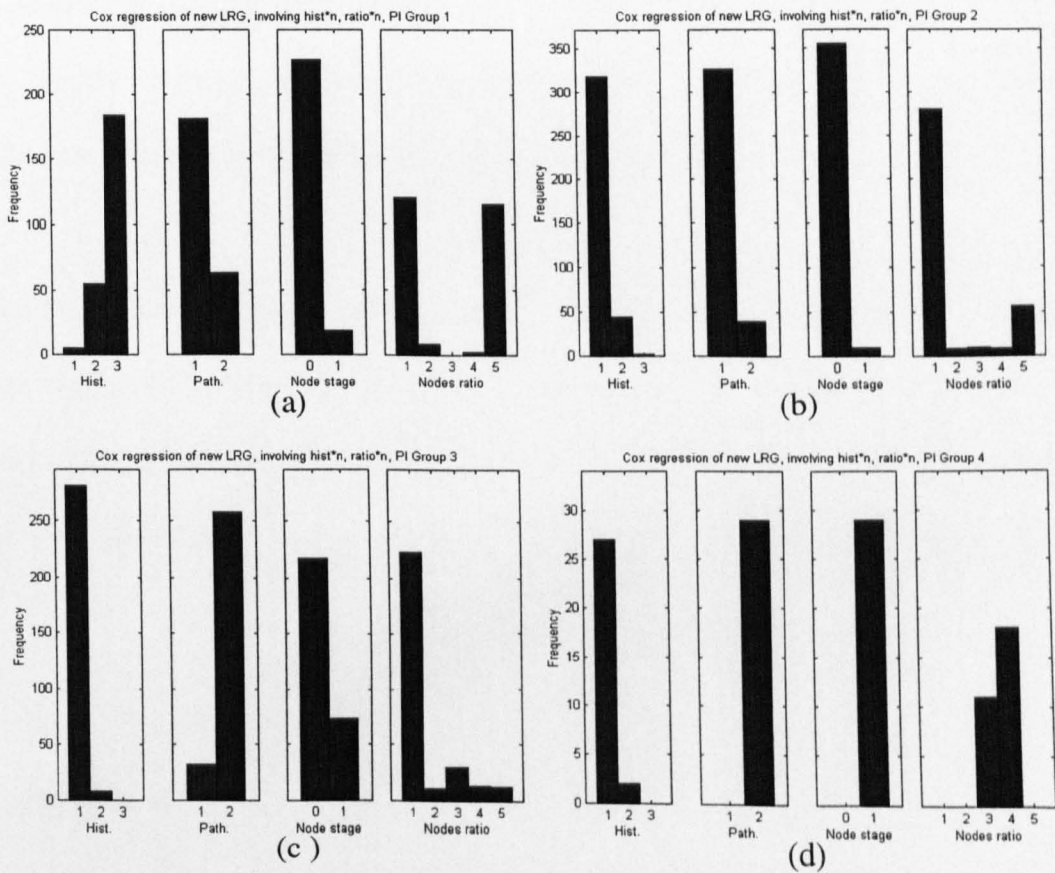 Cox regression of new LRG, involving hist*n, ratio*n, PI Group 1
250
200
150
100
50
0
Frequency
1 2 3
Hist.
1 2
Path.
0 1
Node stage
1 2 3 4 5
Nodes ratio
(a)
Cox regression of new LRG, involving hist*n, ratio*n, PI Group 2
350
300
250
200
150
100
50
0
Frequency
1 2 3
Hist.
1 2
Path.
0 1
Node stage
1 2 3 4 5
Nodes ratio
(b)
Cox regression of new LRG, involving hist*n, ratio*n, PI Group 3
250
200
150
100
50
0
Frequency
1 2 3
Hist.
1 2
Path.
0 1
Node stage
1 2 3 4 5
Nodes ratio
(c )
Cox regression of new LRG, involving hist*n, ratio*n, PI Group 4
30
25
20
15
10
5
0
Frequency
1 2 3
Hist.
1 2
Path.
0 1
Node stage
1 2 3 4 5
Nodes ratio
(d)